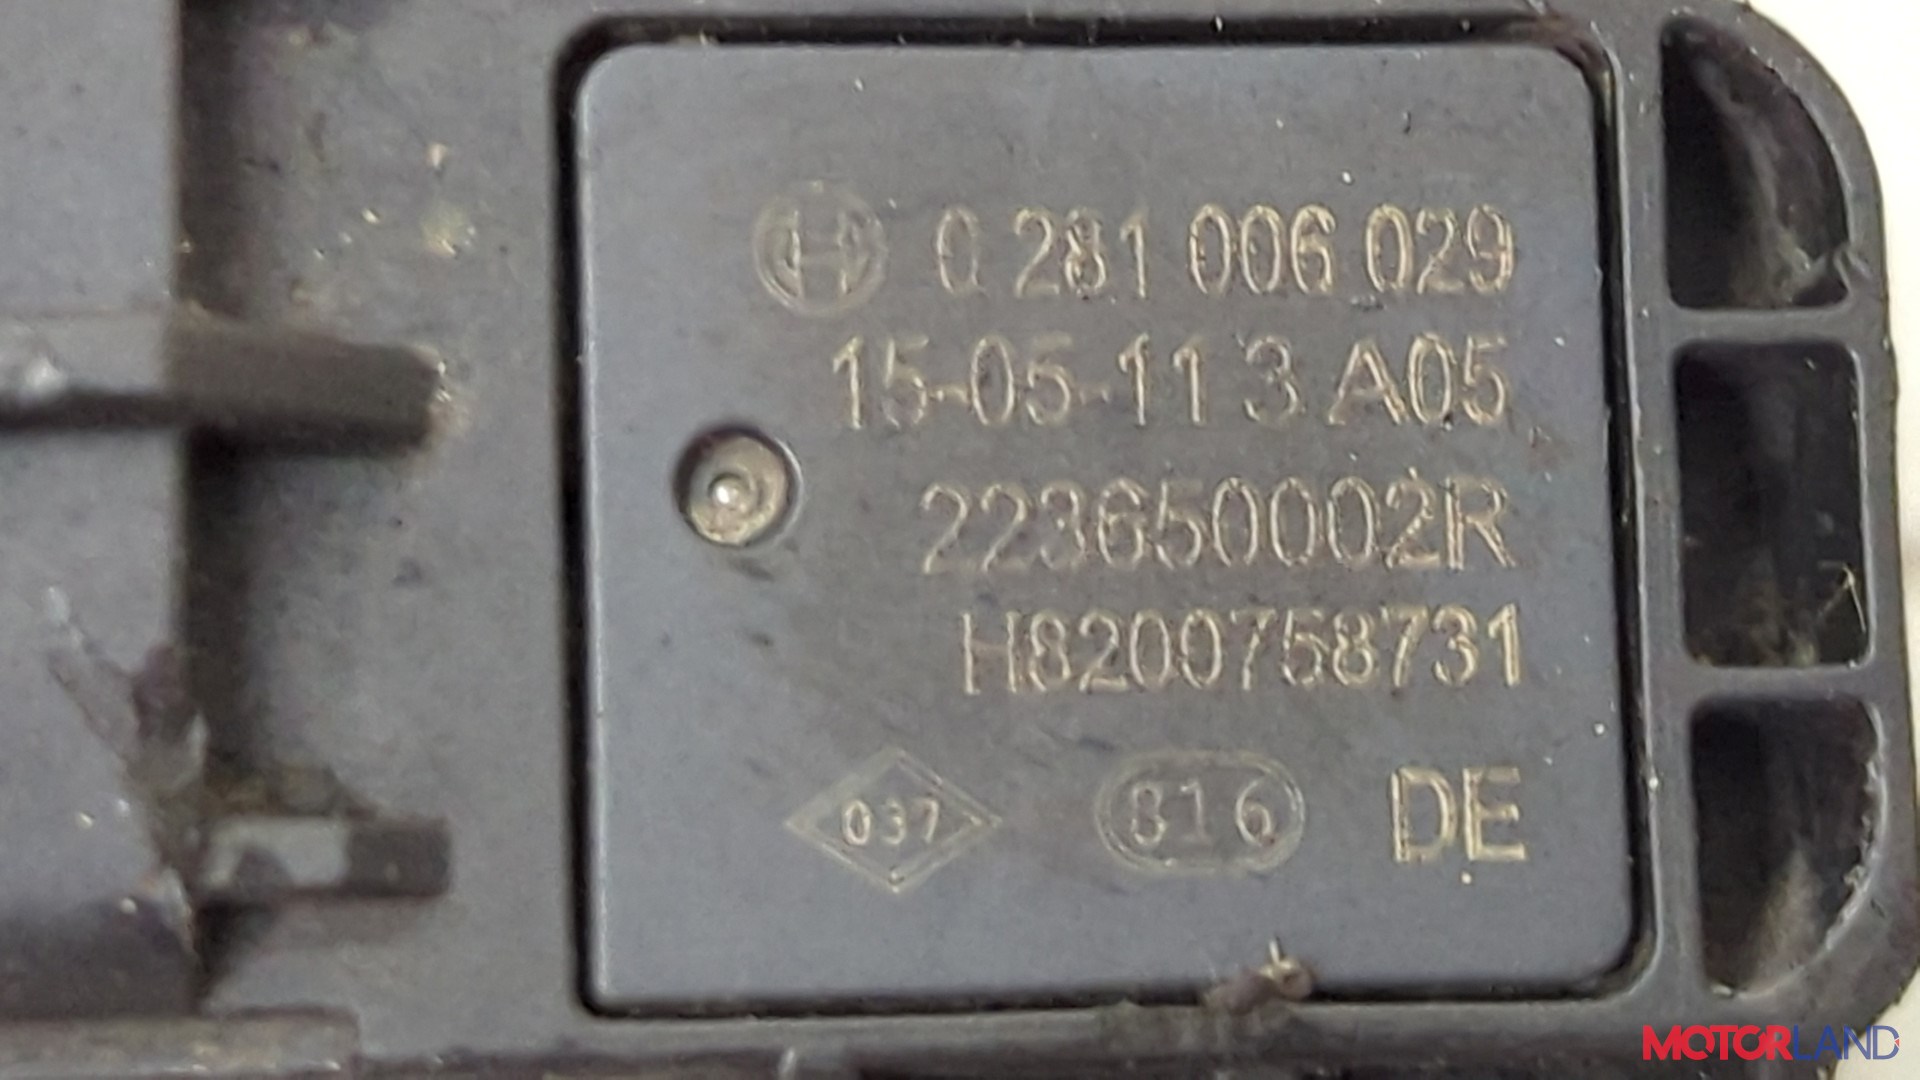 0 281 006 029
15-05-11 3 A05
223650002R
H8200758731
037 816 DE
MOTORLAND